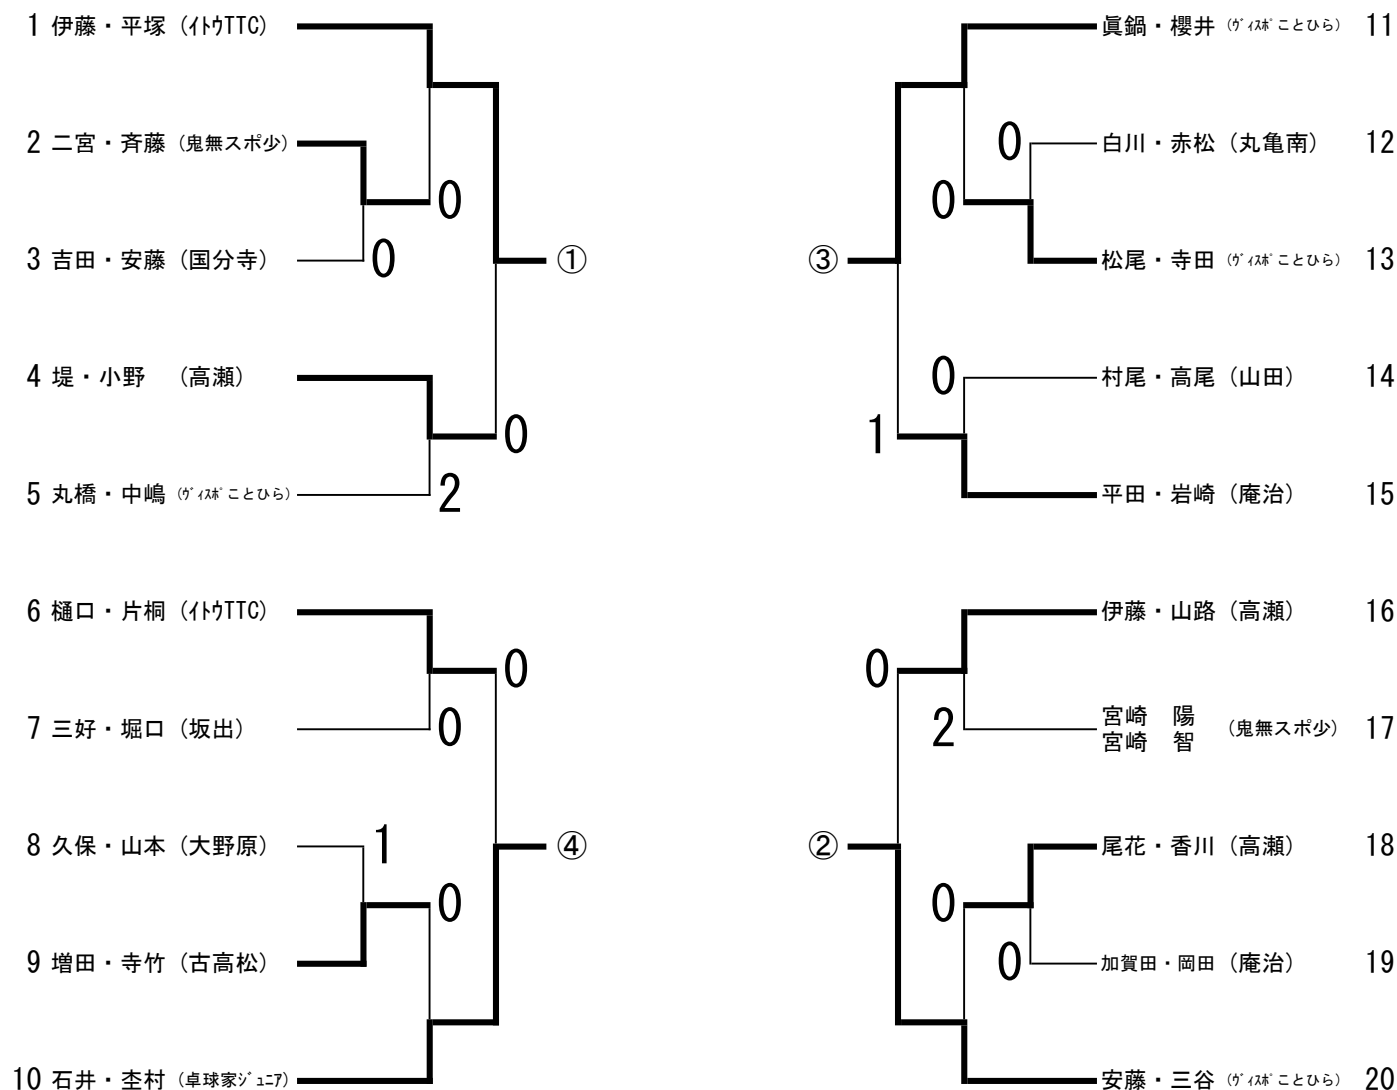 1 伊藤・平塚 (ｲﾄｳTTC)
2 二宮・斉藤 (鬼無スポ少)
0
3 吉田・安藤 (国分寺)
0
①
4 堤・小野 (高瀬)
0
5 丸橋・中嶋 (ｳﾞｨｽﾎﾟことひら)
2
6 樋口・片桐 (ｲﾄｳTTC)
0
7 三好・堀口 (坂出)
0
8 久保・山本 (大野原)
1
④
0
9 増田・寺竹 (古高松)
10 石井・杢村 (卓球家ｼﾞｭﾆｱ)
眞鍋・櫻井 (ｳﾞｨｽﾎﾟことひら) 11
0
白川・赤松 (丸亀南) 12
0
③
松尾・寺田 (ｳﾞｨｽﾎﾟことひら) 13
0
村尾・高尾 (山田) 14
1
平田・岩崎 (庵治) 15
伊藤・山路 (高瀬) 16
0
2
宮崎 陽
宮崎 智
(鬼無スポ少) 17
②
尾花・香川 (高瀬) 18
0
0
加賀田・岡田 (庵治) 19
安藤・三谷 (ｳﾞｨｽﾎﾟことひら) 20